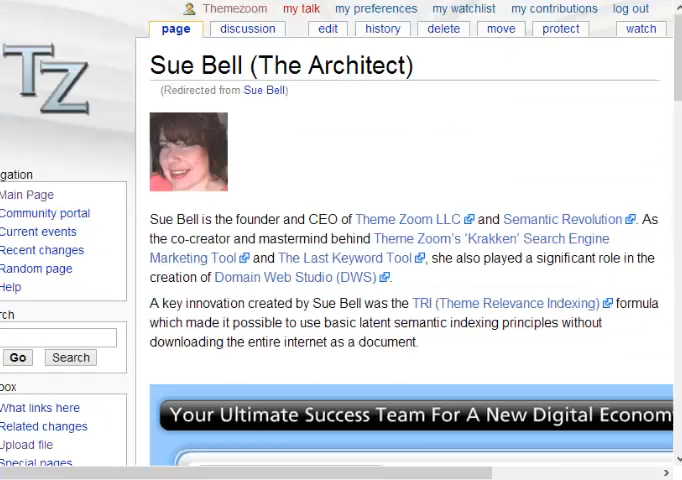 Themezoom my talk my preferences my watchlist my contributions log out
page discussion edit history delete move protect watch
TZ
Sue Bell (The Architect)
(Redirected from Sue Bell)
Sue Bell is the founder and CEO of Theme Zoom LLC and Semantic Revolution. As
the co-creator and mastermind behind Theme Zoom's 'Krakken' Search Engine
Marketing Tool and The Last Keyword Tool, she also played a significant role in the
creation of Domain Web Studio (DWS).
A key innovation created by Sue Bell was the TRI (Theme Relevance Indexing) formula
which made it possible to use basic latent semantic indexing principles without
downloading the entire internet as a document.
Your Ultimate Success Team For A New Digital Econom
igation
Main Page
Community portal
Current events
Recent changes
Random page
Help
rch
Go Search
box
What links here
Related changes
Upload file
Special pages